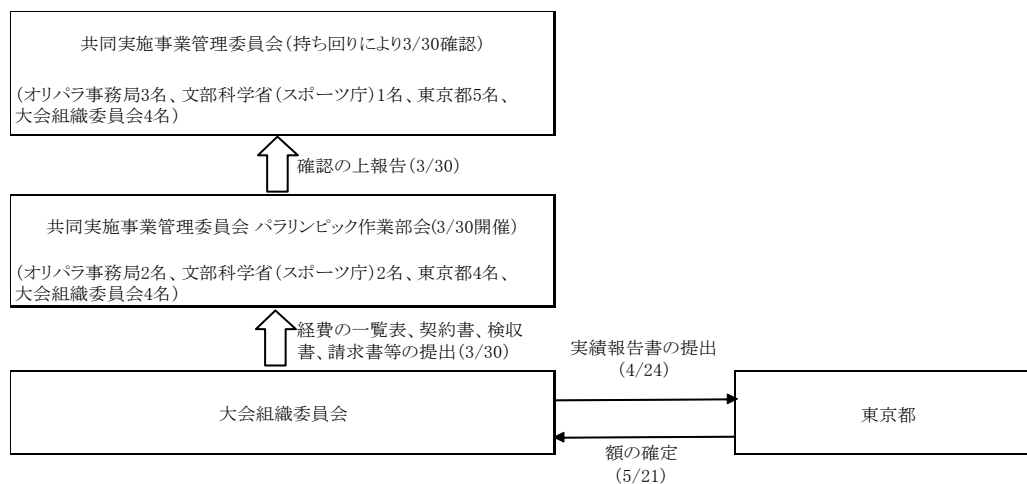 共同実施事業管理委員会(持ち回りにより3/30確認)
(オリパラ事務局3名、文部科学省(スポーツ庁)1名、東京都5名、
大会組織委員会4名)
確認の上報告(3/30)
共同実施事業管理委員会 パラリンピック作業部会(3/30開催)
(オリパラ事務局2名、文部科学省(スポーツ庁)2名、東京都4名、
大会組織委員会4名)
経費の一覧表、契約書、検収
書、請求書等の提出(3/30)
実績報告書の提出
(4/24)
大会組織委員会
東京都
額の確定
(5/21)